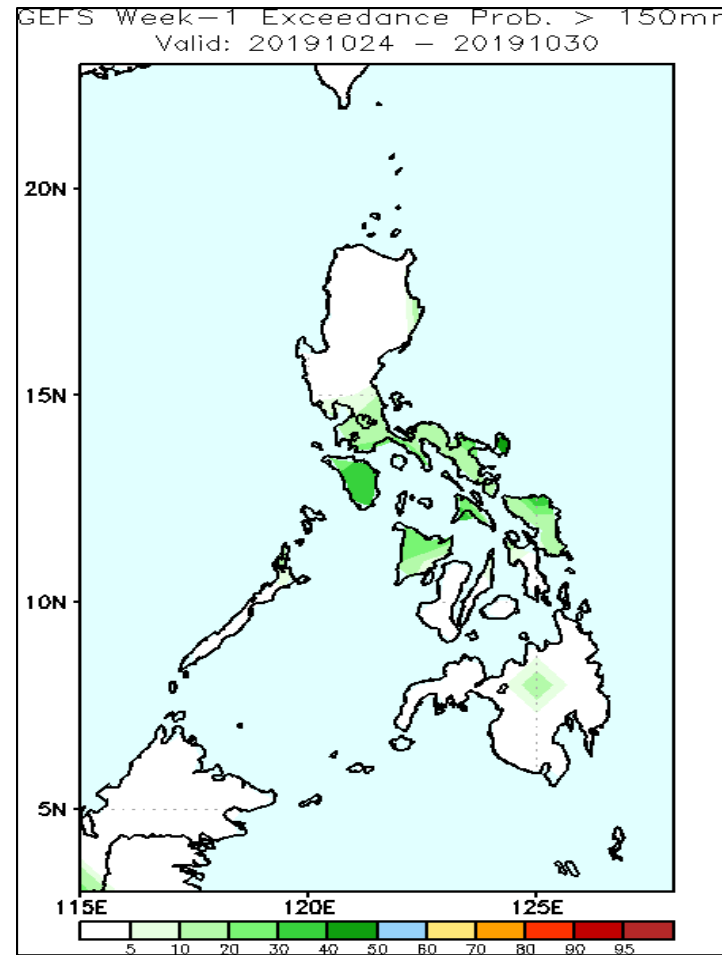 GEFS Week-1 Exceedance Prob. > 150mm
Valid: 20191024 - 20191030
20N
15N
10N
5N
115E 120E 125E
5 10 20 30 40 50 60 70 80 90 95